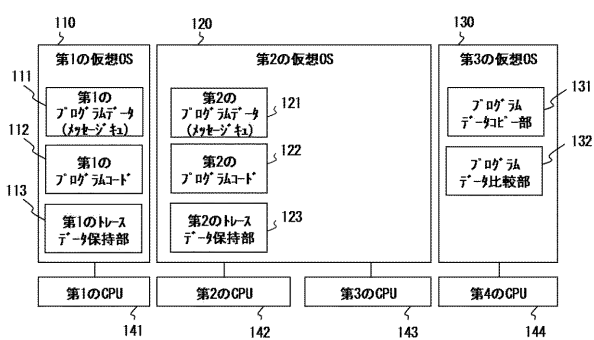 110
120
130
第1の仮想OS
第2の仮想OS
第3の仮想OS
111
第1の
ﾌﾟﾛｸﾞﾗﾑﾃﾞｰﾀ
(ﾒｯｾｰｼﾞｷｭ)
第2の
ﾌﾟﾛｸﾞﾗﾑﾃﾞｰﾀ
(ﾒｯｾｰｼﾞｷｭ)
121
ﾌﾟﾛｸﾞﾗﾑ
ﾃﾞｰﾀｺﾋﾟｰ部
131
112
第1の
ﾌﾟﾛｸﾞﾗﾑｺｰﾄﾞ
第2の
ﾌﾟﾛｸﾞﾗﾑｺｰﾄﾞ
122
ﾌﾟﾛｸﾞﾗﾑ
ﾃﾞｰﾀ比較部
132
113
第1のﾄﾚｰｽ
ﾃﾞｰﾀ保持部
第2のﾄﾚｰｽ
ﾃﾞｰﾀ保持部
123
第1のCPU
第2のCPU
第3のCPU
第4のCPU
141
142
143
144